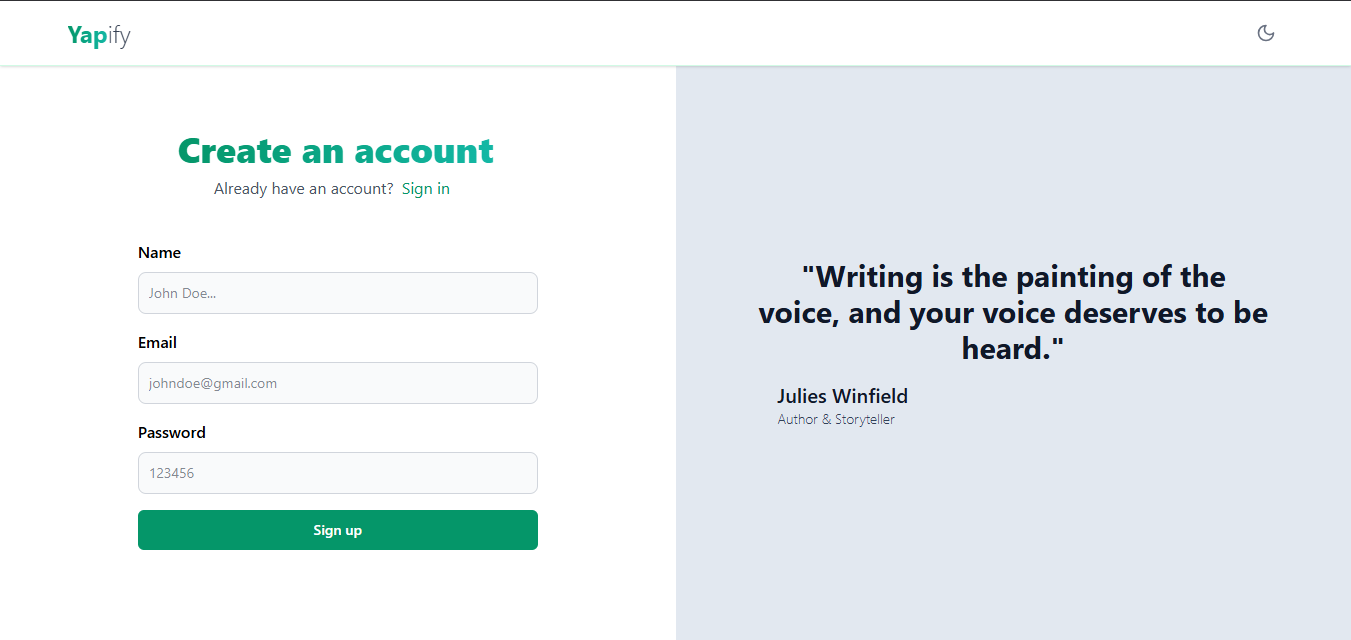 Yapify
Create an account
Already have an account? Sign in
Name
John Doe...
Email
johndoe@gmail.com
Password
123456
Sign up
"Writing is the painting of the
voice, and your voice deserves to be
heard."
Julies Winfield
Author & Storyteller